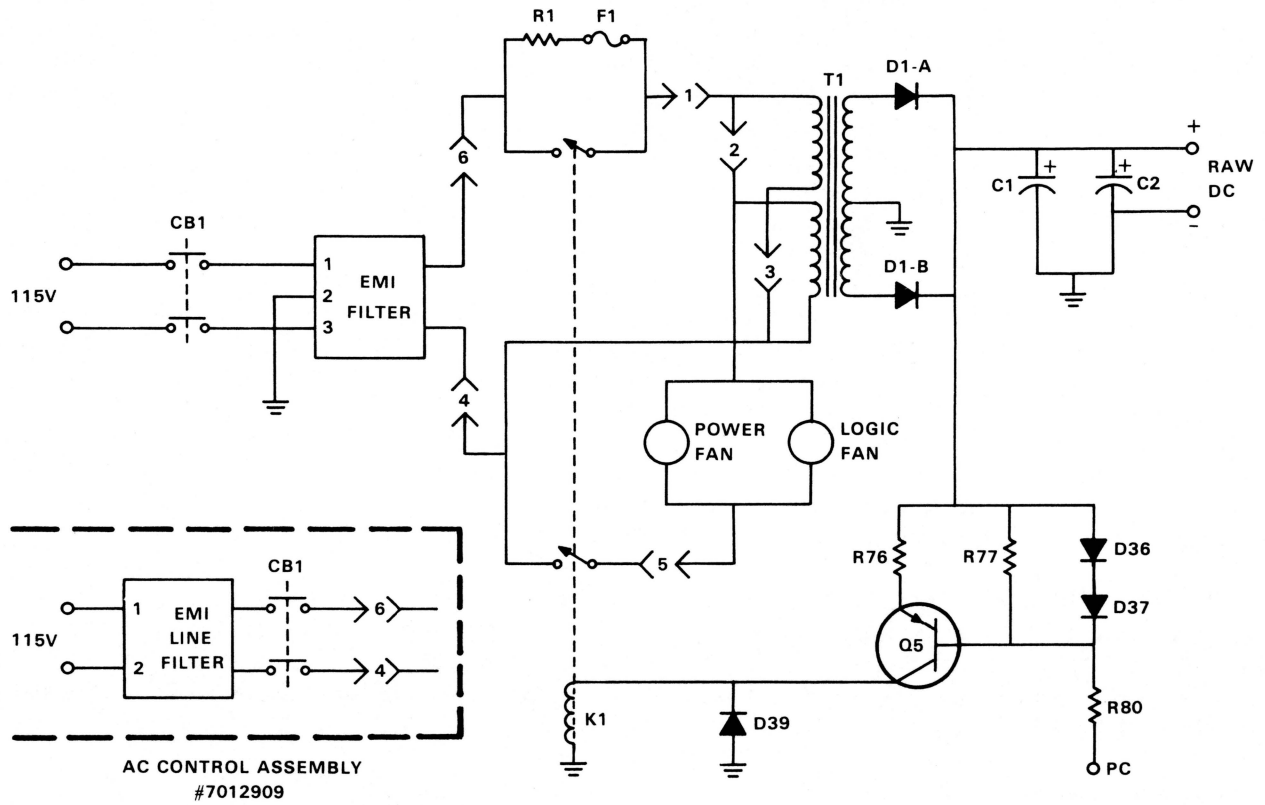 R1 F1
D1-A
T1
1
2
6
+
+ +
RAW
DC
C1 C2
-
CB1
115V
1
2
3
EMI
FILTER
3
D1-B
4
POWER
FAN
LOGIC
FAN
R76 R77 D36
D37
5
Q5
CB1
115V
1
2
EMI
LINE
FILTER
6
4
K1
D39
R80
PC
AC CONTROL ASSEMBLY
#7012909